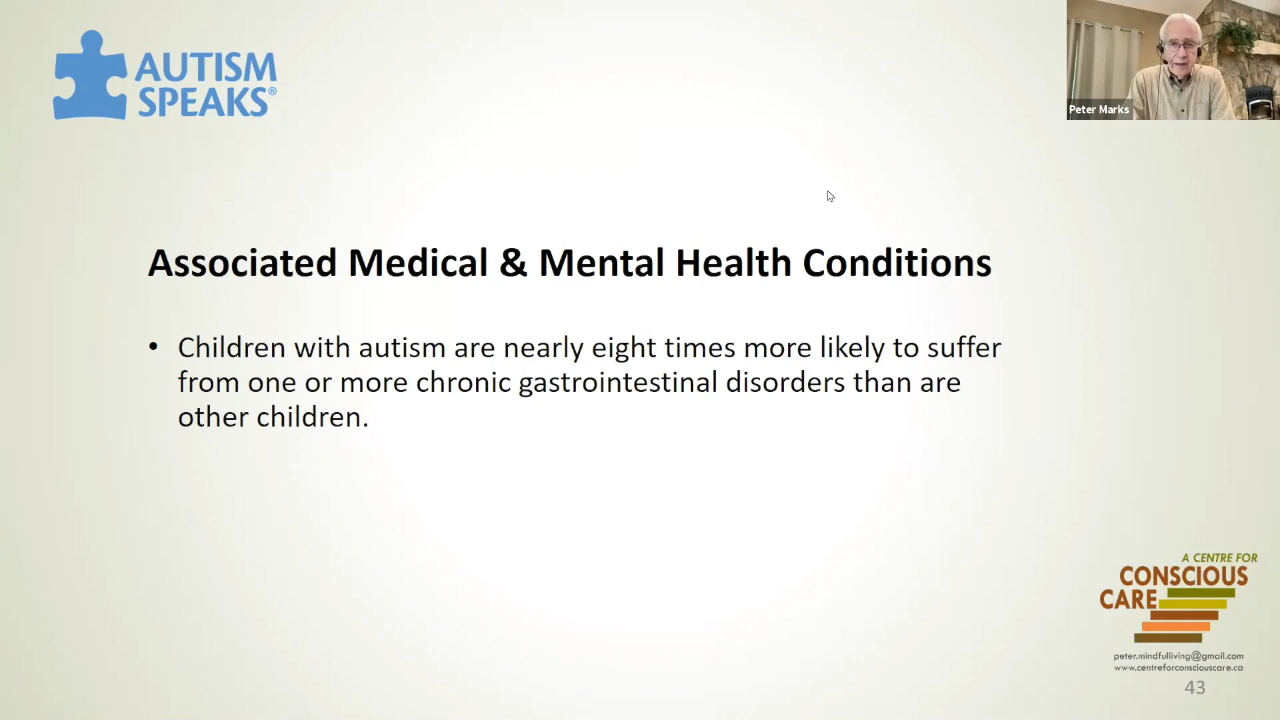 AUTISM
SPEAKS®
Peter Marks
Associated Medical & Mental Health Conditions
• Children with autism are nearly eight times more likely to suffer
from one or more chronic gastrointestinal disorders than are
other children.
A CENTRE FOR
CONSCIOUS
CARE
peter.mindfulliving@gmail.com
www.centreforconsciouscare.ca
43